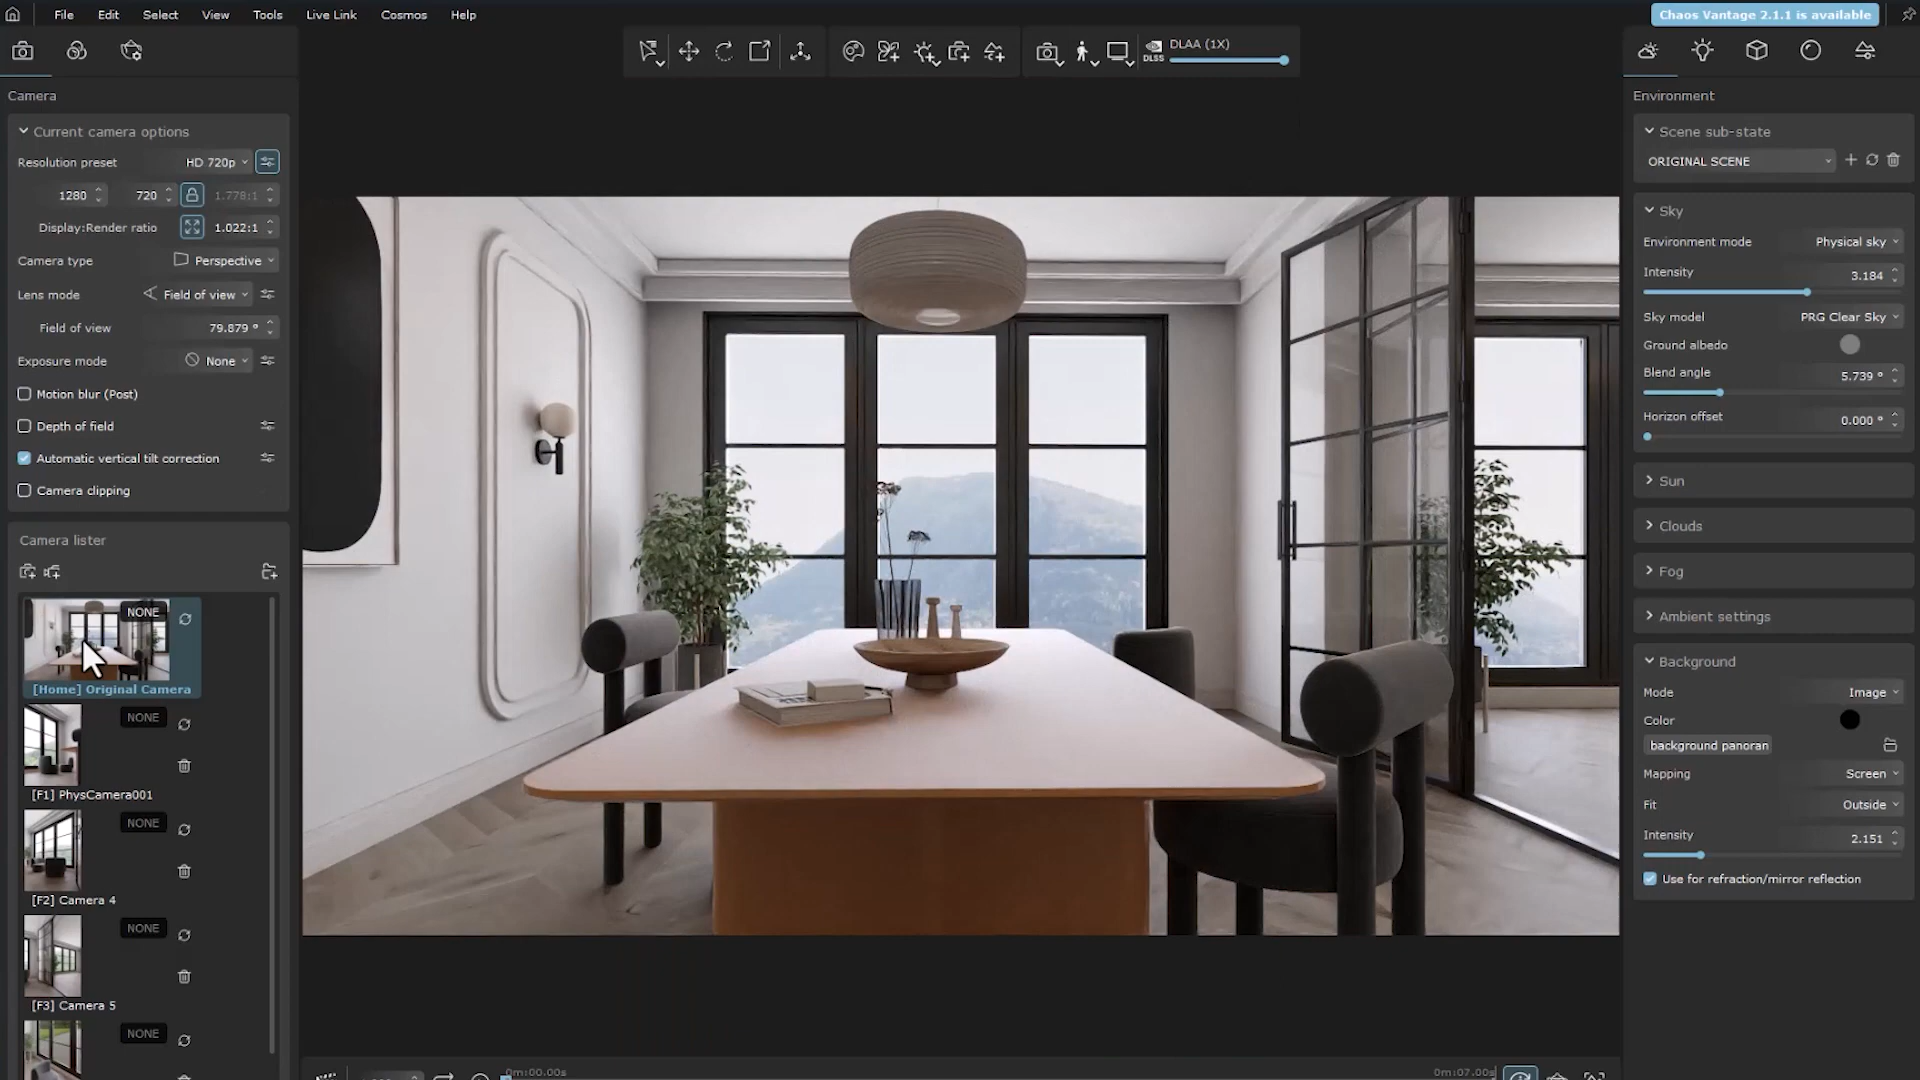 File Edit Select View Tools Live Link Cosmos Help
Chaos Vantage 2.1.1 is available
DLSS
DLAA (1X)
Camera
Current camera options
Resolution preset HD 720p
1280 720 1.778:1
Display:Render ratio 1.022:1
Camera type Perspective
Lens mode Field of view
Field of view 79.879 °
Exposure mode None
Motion blur (Post)
Depth of field
Automatic vertical tilt correction
Camera clipping
Camera lister
NONE
[Home] Original Camera
NONE
[F1] PhysCamera001
NONE
[F2] Camera 4
NONE
[F3] Camera 5
NONE
0m:00.00s
0m:07.00s
Environment
Scene sub-state
ORIGINAL SCENE
Sky
Environment mode Physical sky
Intensity 3.184
Sky model PRG Clear Sky
Ground albedo
Blend angle 5.739 °
Horizon offset 0.000 °
Sun
Clouds
Fog
Ambient settings
Background
Mode Image
Color
background panoran
Mapping Screen
Fit Outside
Intensity 2.151
Use for refraction/mirror reflection